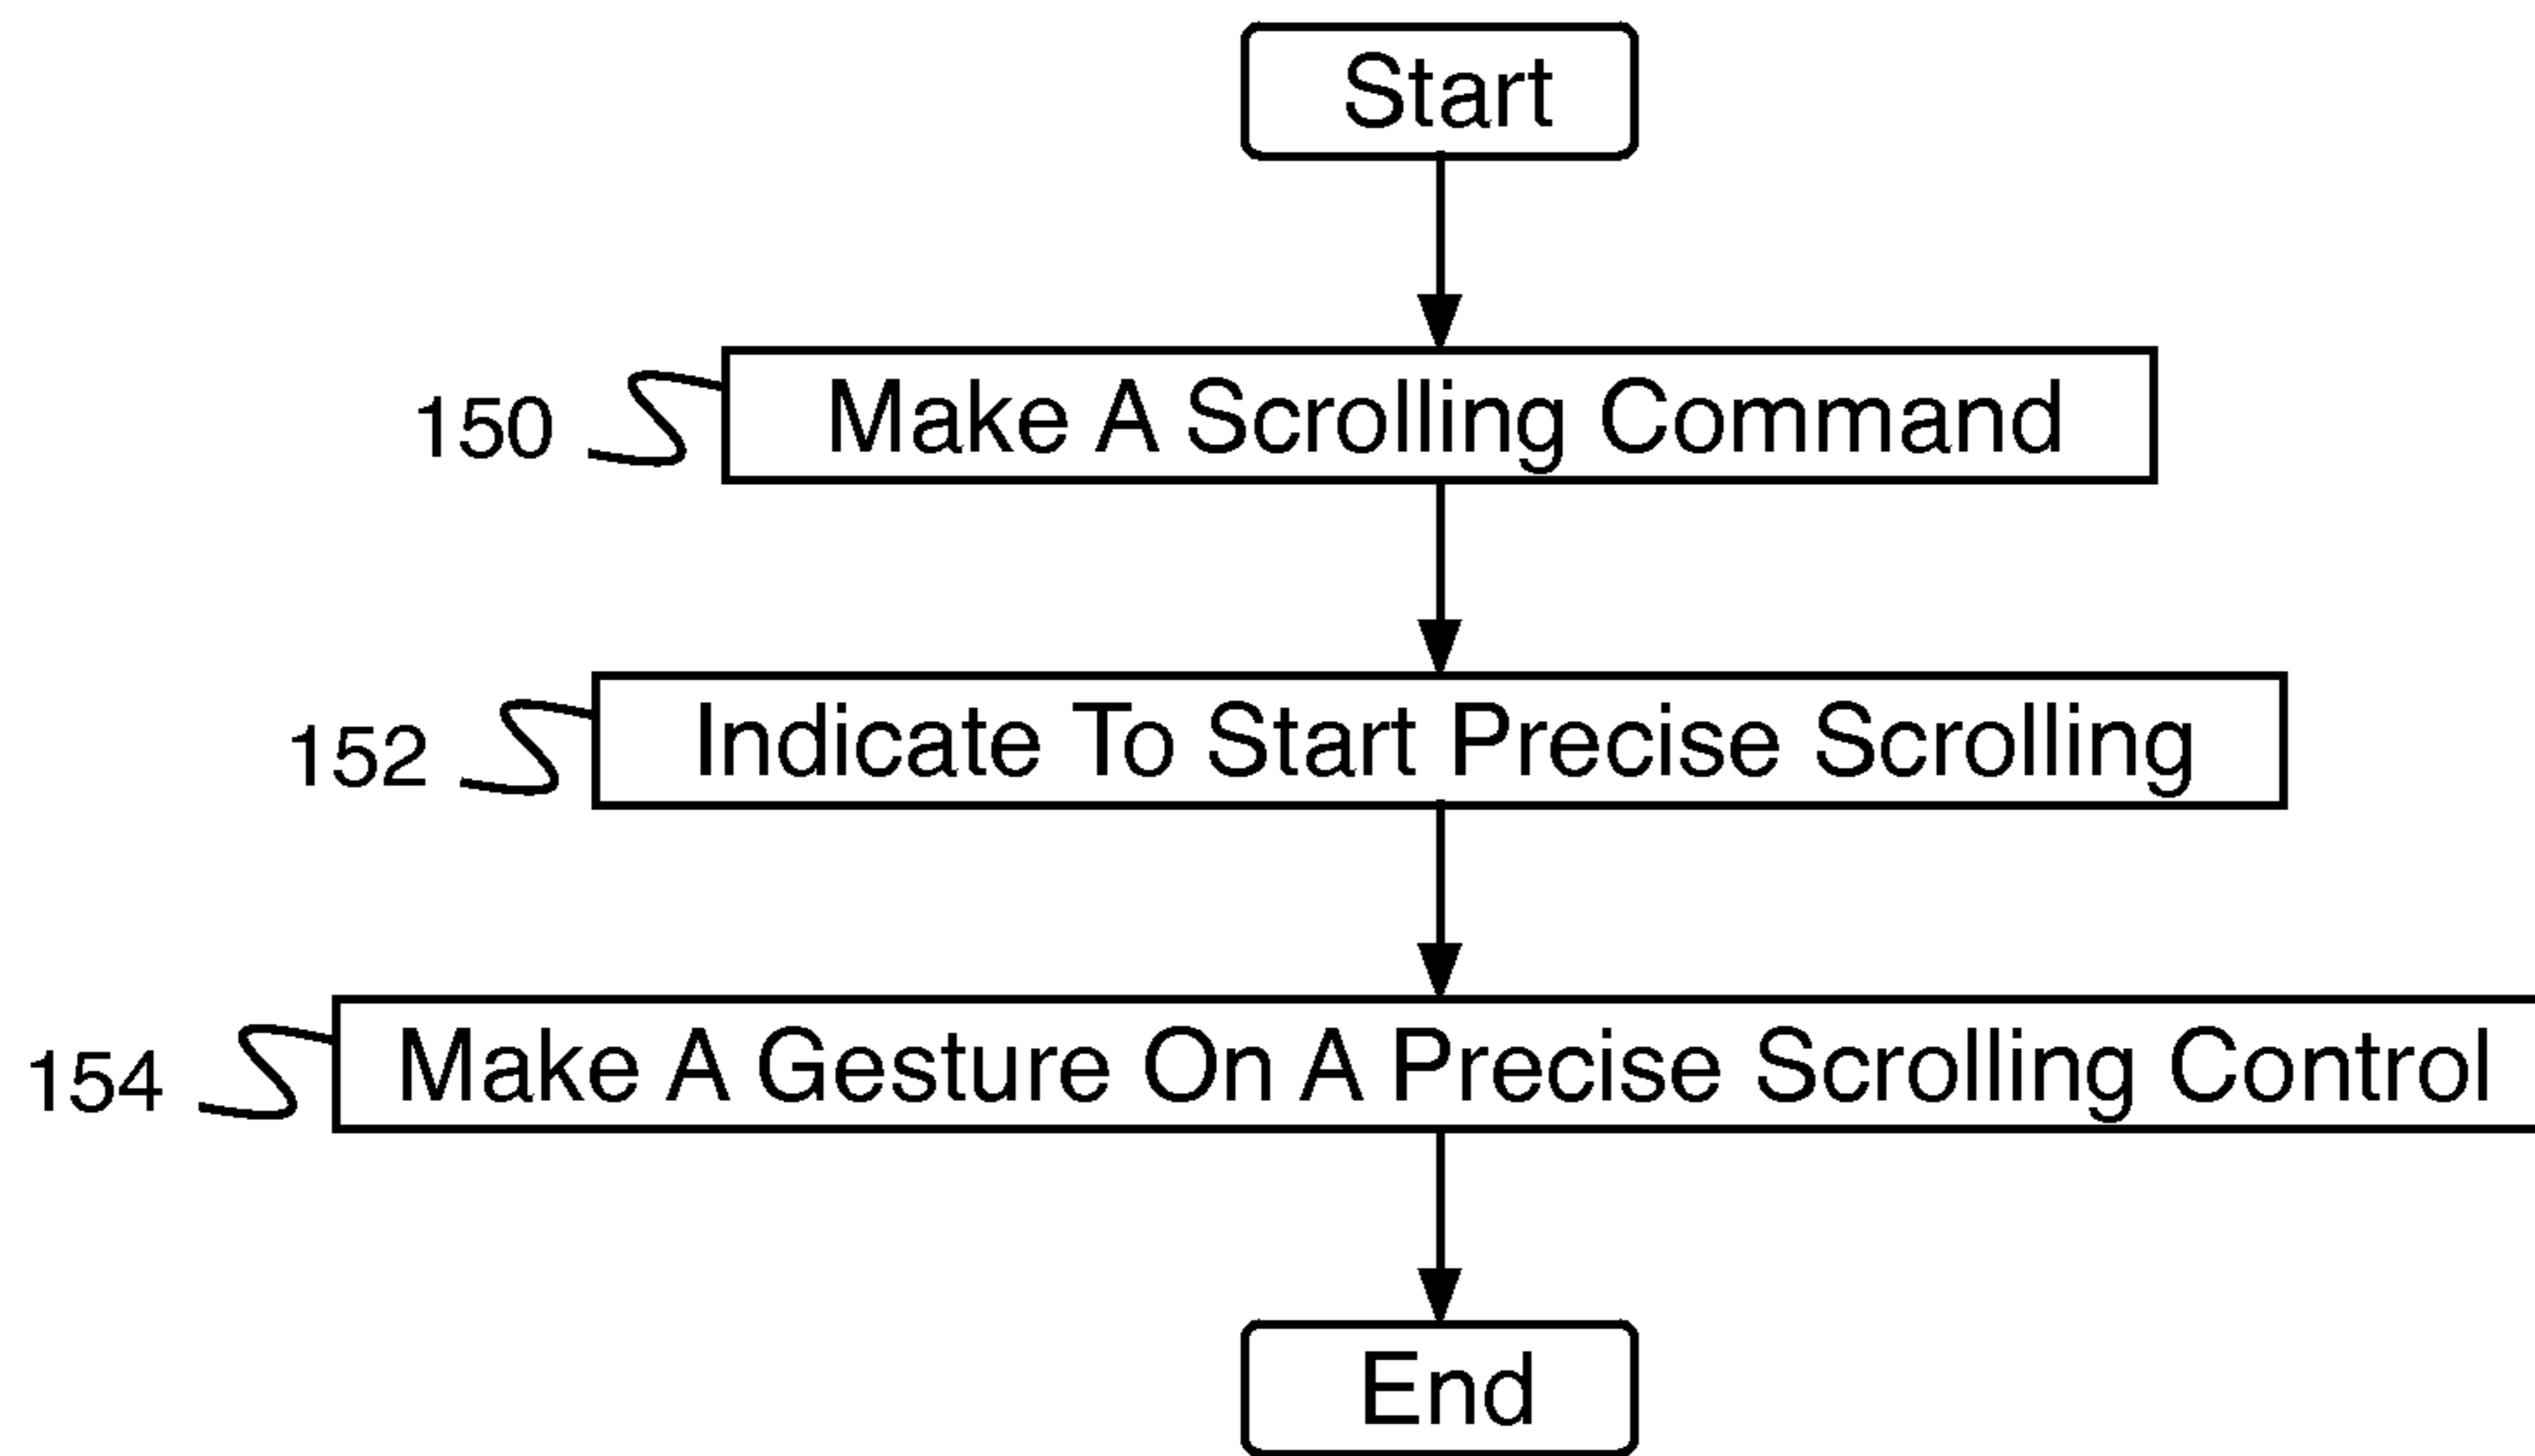 Start
150 Make A Scrolling Command
152 Indicate To Start Precise Scrolling
154 Make A Gesture On A Precise Scrolling Control
End